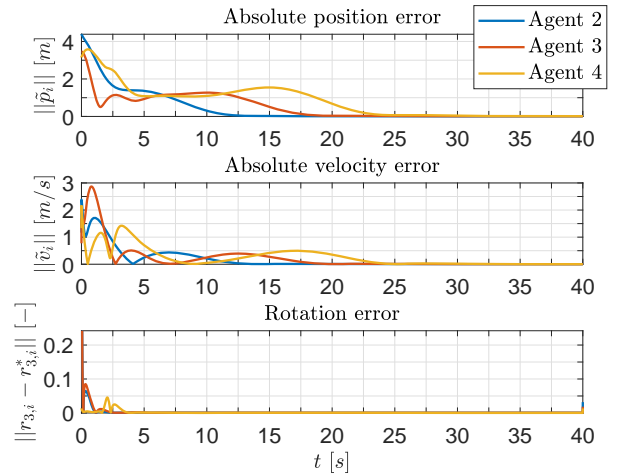 Absolute position error
Agent 2
Agent 3
Agent 4
||p̃ᵢ|| [m]
4
2
0
0 5 10 15 20 25 30 35 40
Absolute velocity error
||ṽᵢ|| [m/s]
3
2
1
0
0 5 10 15 20 25 30 35 40
Rotation error
||r₃,ᵢ − r*₃,ᵢ|| [−]
0.2
0.1
0
0 5 10 15 20 25 30 35 40
t [s]